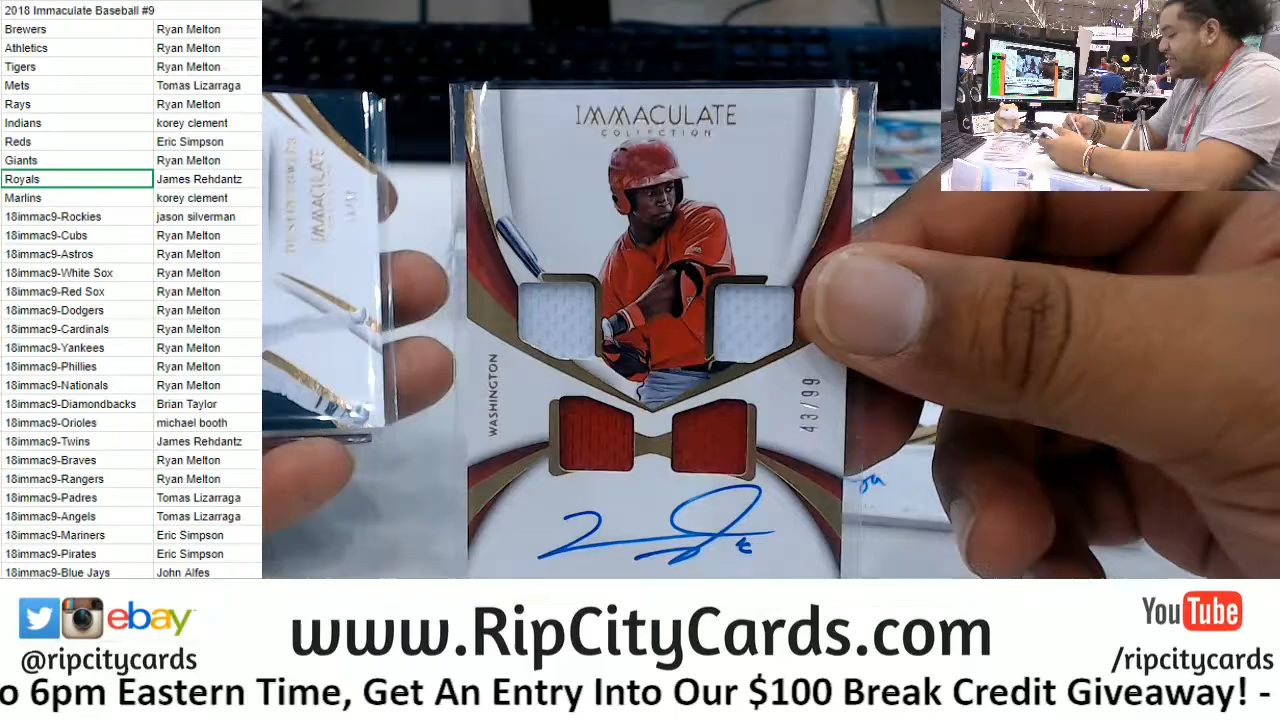 2018 Immaculate Baseball #9
Brewers Ryan Melton
Athletics Ryan Melton
Tigers Ryan Melton
Mets Tomas Lizarraga
Rays Ryan Melton
Indians korey clement
Reds Eric Simpson
Giants Ryan Melton
Royals James Rehdantz
Marlins korey clement
18immac9-Rockies jason silverman
18immac9-Cubs Ryan Melton
18immac9-Astros Ryan Melton
18immac9-White Sox Ryan Melton
18immac9-Red Sox Ryan Melton
18immac9-Dodgers Ryan Melton
18immac9-Cardinals Ryan Melton
18immac9-Yankees Ryan Melton
18immac9-Phillies Ryan Melton
18immac9-Nationals Ryan Melton
18immac9-Diamondbacks Brian Taylor
18immac9-Orioles michael booth
18immac9-Twins James Rehdantz
18immac9-Braves Ryan Melton
18immac9-Rangers Ryan Melton
18immac9-Padres Tomas Lizarraga
18immac9-Angels Tomas Lizarraga
18immac9-Mariners Eric Simpson
18immac9-Pirates Eric Simpson
18immac9-Blue Jays John Alfes
IMMACULATE
IMMACULATE
COLLECTION
WASHINGTON
43/99
ebay
@ripcitycards
www.RipCityCards.com
YouTube
/ripcitycards
o 6pm Eastern Time, Get An Entry Into Our $100 Break Credit Giveaway! -